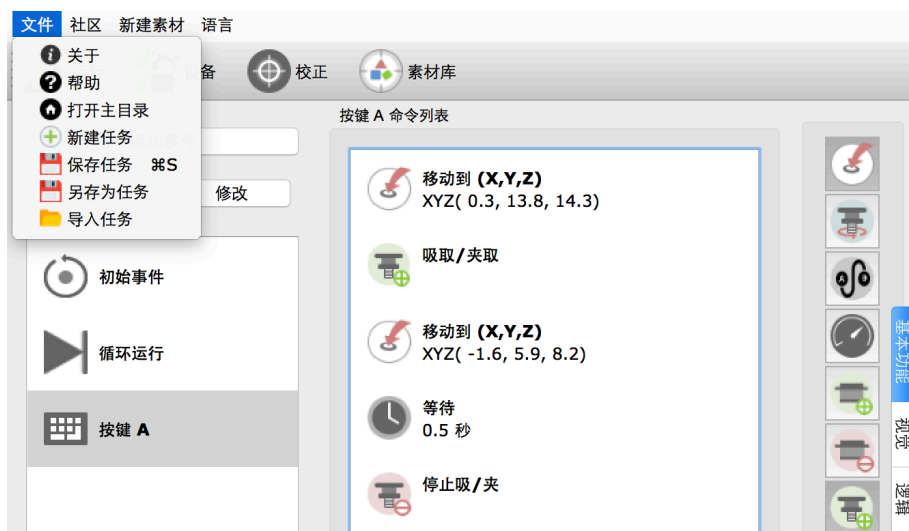 文件 社区 新建素材 语言
关于
帮助
打开主目录
新建任务
保存任务 ⌘S
另存为任务
导入任务
备
校正
素材库
事件
修改
初始事件
循环运行
按键 A
按键 A 命令列表
移动到 (X,Y,Z)
XYZ( 0.3, 13.8, 14.3)
吸取/夹取
移动到 (X,Y,Z)
XYZ( -1.6, 5.9, 8.2)
等待
0.5 秒
停止吸/夹
基本功能
视觉
逻辑